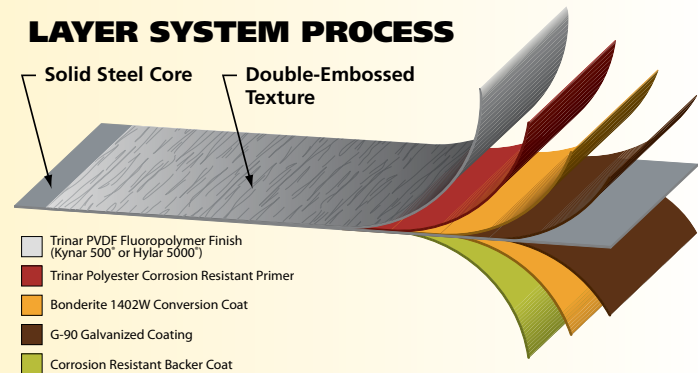 LAYER SYSTEM PROCESS
Solid Steel Core
Double-Embossed
Texture
Trinar PVDF Fluoropolymer Finish
(Kynar 500® or Hylar 5000®)
Trinar Polyester Corrosion Resistant Primer
Bonderite 1402W Conversion Coat
G-90 Galvanized Coating
Corrosion Resistant Backer Coat